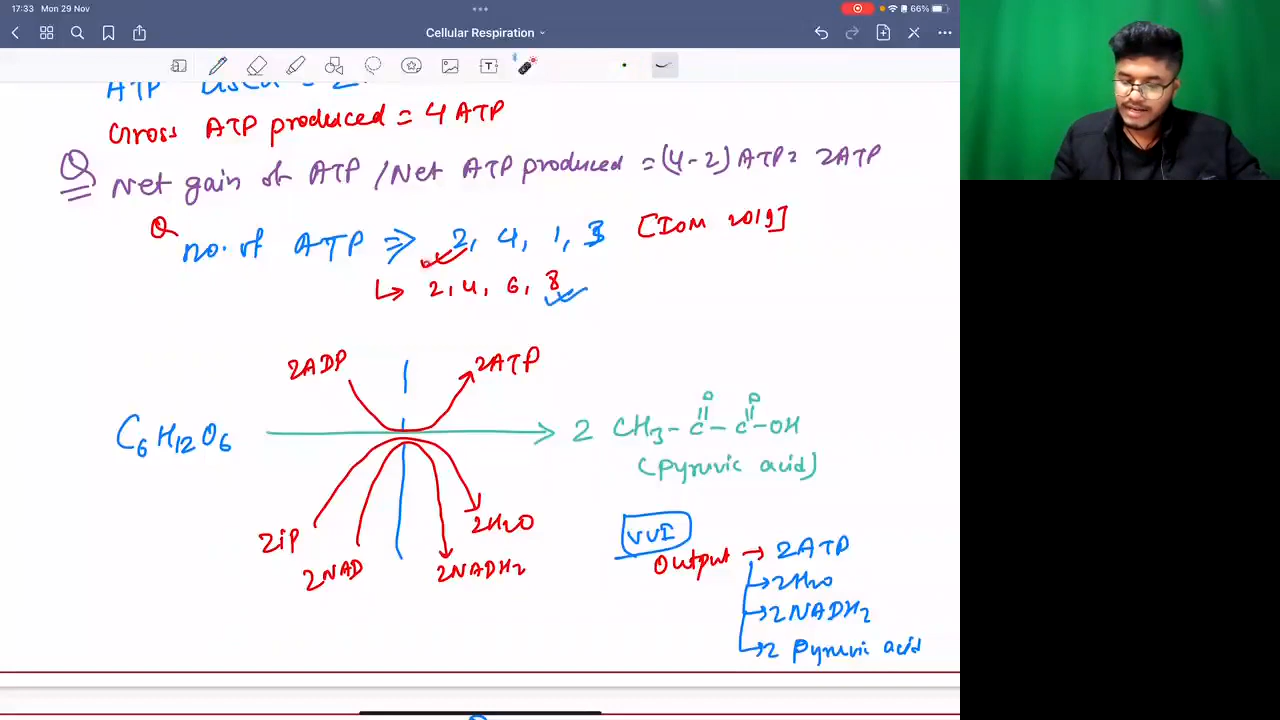 17:33 Mon 29 Nov
66%
Cellular Respiration
T
ATP used = 2
Gross ATP produced = 4 ATP
Q Net gain of ATP / Net ATP produced = (4-2) ATP = 2ATP
Q no. of ATP ⇒ 2, 4, 1, 3 [IOM 2019]
↳ 2, 4, 6, 8
2ADP 2ATP
C6H12O6 → 2 CH3-C-C-OH
O O
(Pyruvic acid)
2iP 2H2O
2NAD 2NADH2
VVI
Output → 2ATP
→ 2H2O
→ 2NADH2
→ 2 Pyruvic acid